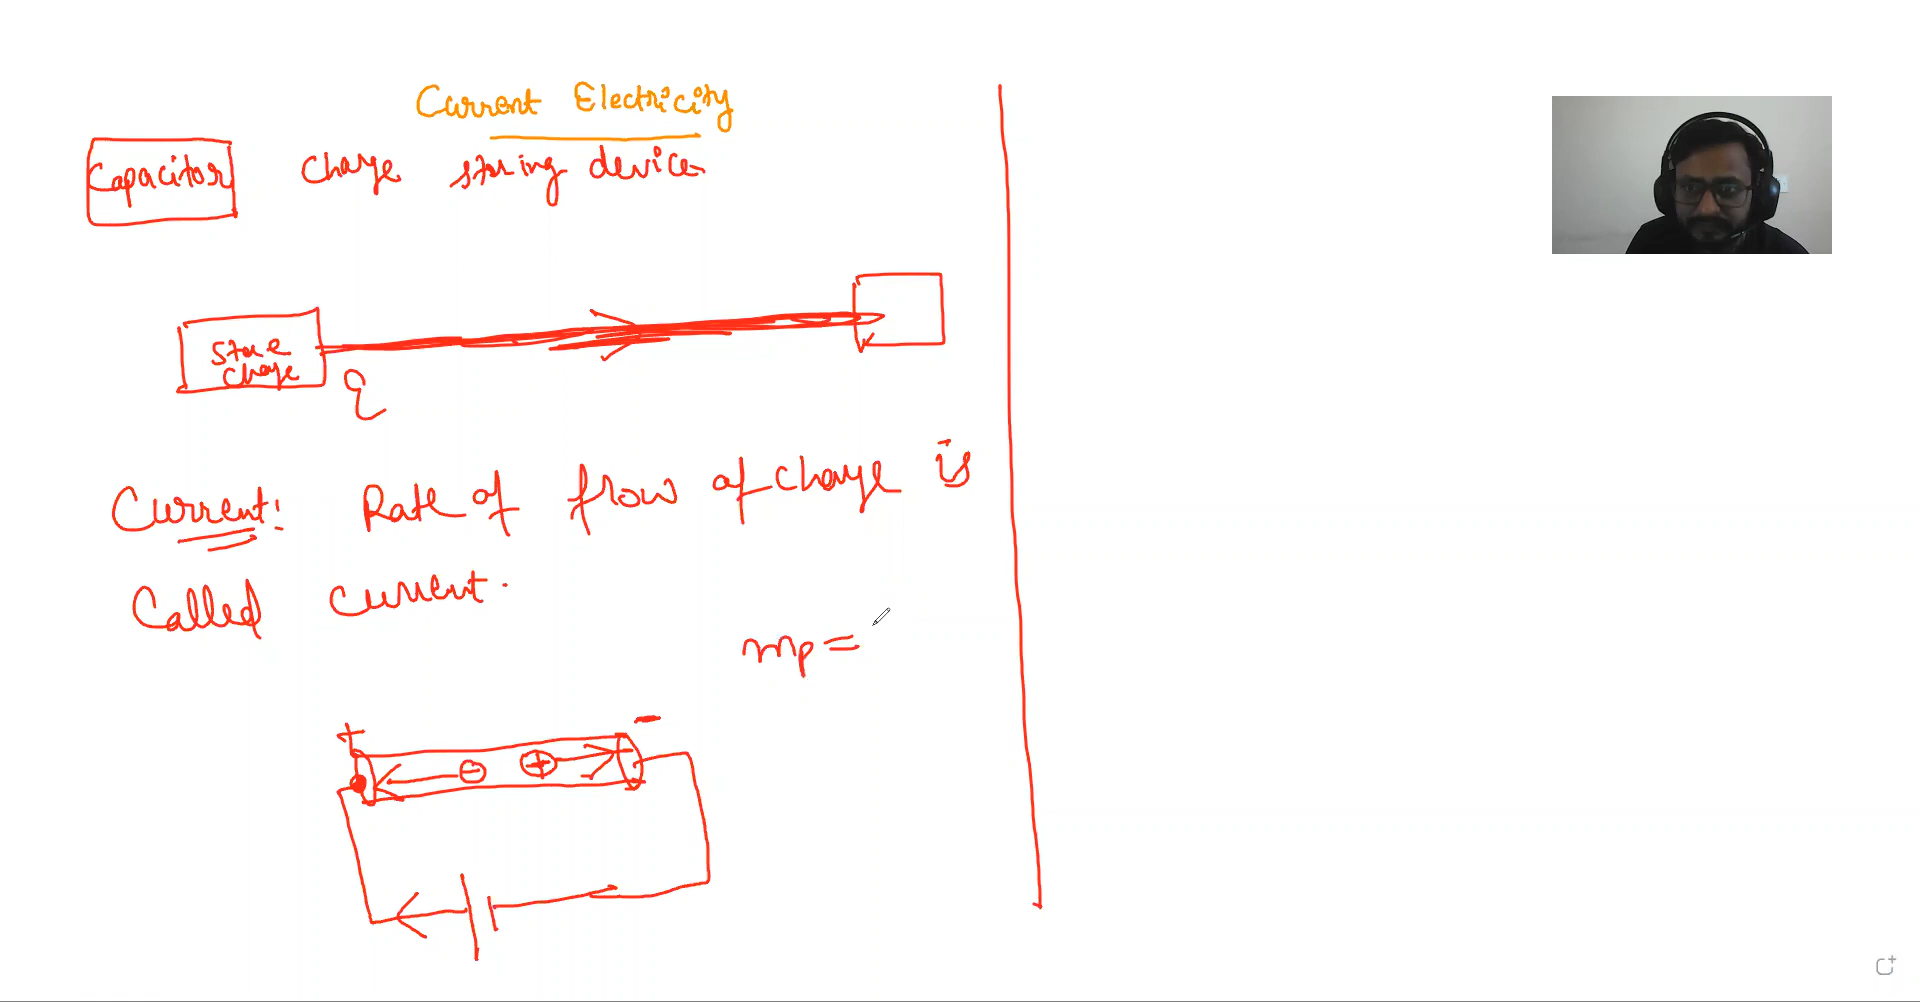 Current Electricity
Capacitor charge storing device
Store
charge
q
Current: Rate of flow of charge is
Called current.
mp =
+ -
- +